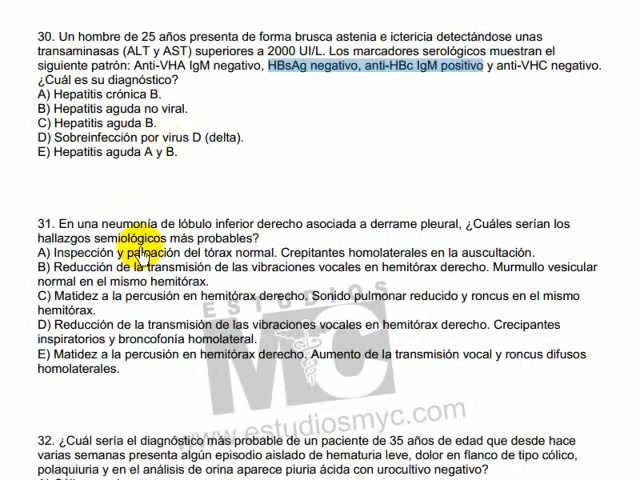 30. Un hombre de 25 años presenta de forma brusca astenia e ictericia detectándose unas
transaminasas (ALT y AST) superiores a 2000 UI/L. Los marcadores serológicos muestran el
siguiente patrón: Anti-VHA IgM negativo, HBsAg negativo, anti-HBc IgM positivo y anti-VHC negativo.
¿Cuál es su diagnóstico?
A) Hepatitis crónica B.
B) Hepatitis aguda no viral.
C) Hepatitis aguda B.
D) Sobreinfección por virus D (delta).
E) Hepatitis aguda A y B.
31. En una neumonía de lóbulo inferior derecho asociada a derrame pleural, ¿Cuáles serían los
hallazgos semiológicos más probables?
A) Inspección y palpación del tórax normal. Crepitantes homolaterales en la auscultación.
B) Reducción de la transmisión de las vibraciones vocales en hemitórax derecho. Murmullo vesicular
normal en el mismo hemitórax.
C) Matidez a la percusión en hemitórax derecho. Sonido pulmonar reducido y roncus en el mismo
hemitórax.
D) Reducción de la transmisión de las vibraciones vocales en hemitórax derecho. Crecipantes
inspiratorios y broncofonía homolateral.
E) Matidez a la percusión en hemitórax derecho. Aumento de la transmisión vocal y roncus difusos
homolaterales.
ESTUDIOS
MC
www.estudiosmyc.com
32. ¿Cuál sería el diagnóstico más probable de un paciente de 35 años de edad que desde hace
varias semanas presenta algún episodio aislado de hematuria leve, dolor en flanco de tipo cólico,
polaquiuria y en el análisis de orina aparece piuria ácida con urocultivo negativo?